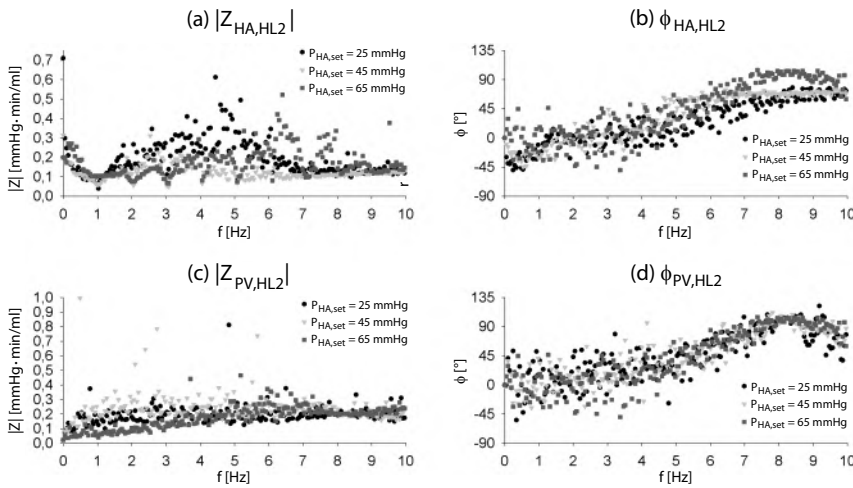 (a) |Z_HA,HL2|
(b) ϕ_HA,HL2
|Z| [mmHg·min/ml]
0,7
0,6
0,5
0,4
0,3
0,2
0,1
0,0
P_HA,set = 25 mmHg
P_HA,set = 45 mmHg
P_HA,set = 65 mmHg
r
0 1 2 3 4 5 6 7 8 9 10
f [Hz]
ϕ [°]
135
90
45
0
-45
-90
P_HA,set = 25 mmHg
P_HA,set = 45 mmHg
P_HA,set = 65 mmHg
0 1 2 3 4 5 6 7 8 9 10
f [Hz]
(c) |Z_PV,HL2|
(d) ϕ_PV,HL2
|Z| [mmHg·min/ml]
1,0
0,9
0,8
0,7
0,6
0,5
0,4
0,3
0,2
0,1
0,0
P_HA,set = 25 mmHg
P_HA,set = 45 mmHg
P_HA,set = 65 mmHg
0 1 2 3 4 5 6 7 8 9 10
f [Hz]
ϕ [°]
135
90
45
0
-45
-90
P_HA,set = 25 mmHg
P_HA,set = 45 mmHg
P_HA,set = 65 mmHg
0 1 2 3 4 5 6 7 8 9 10
f [Hz]